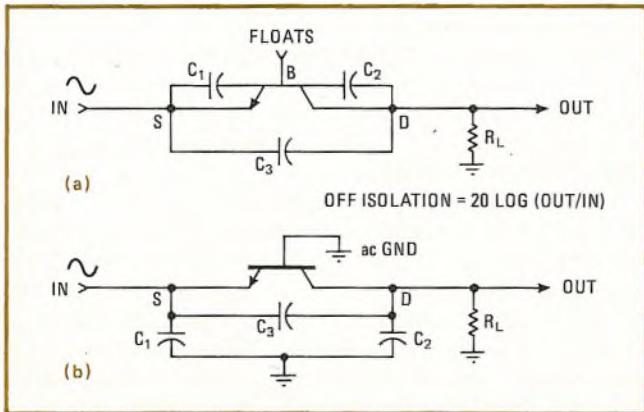 FLOATS
C1 B C2
IN S D OUT
C3 RL
(a)
OFF ISOLATION = 20 LOG (OUT/IN)
ac GND
IN S D OUT
C3 RL
C1 C2
(b)